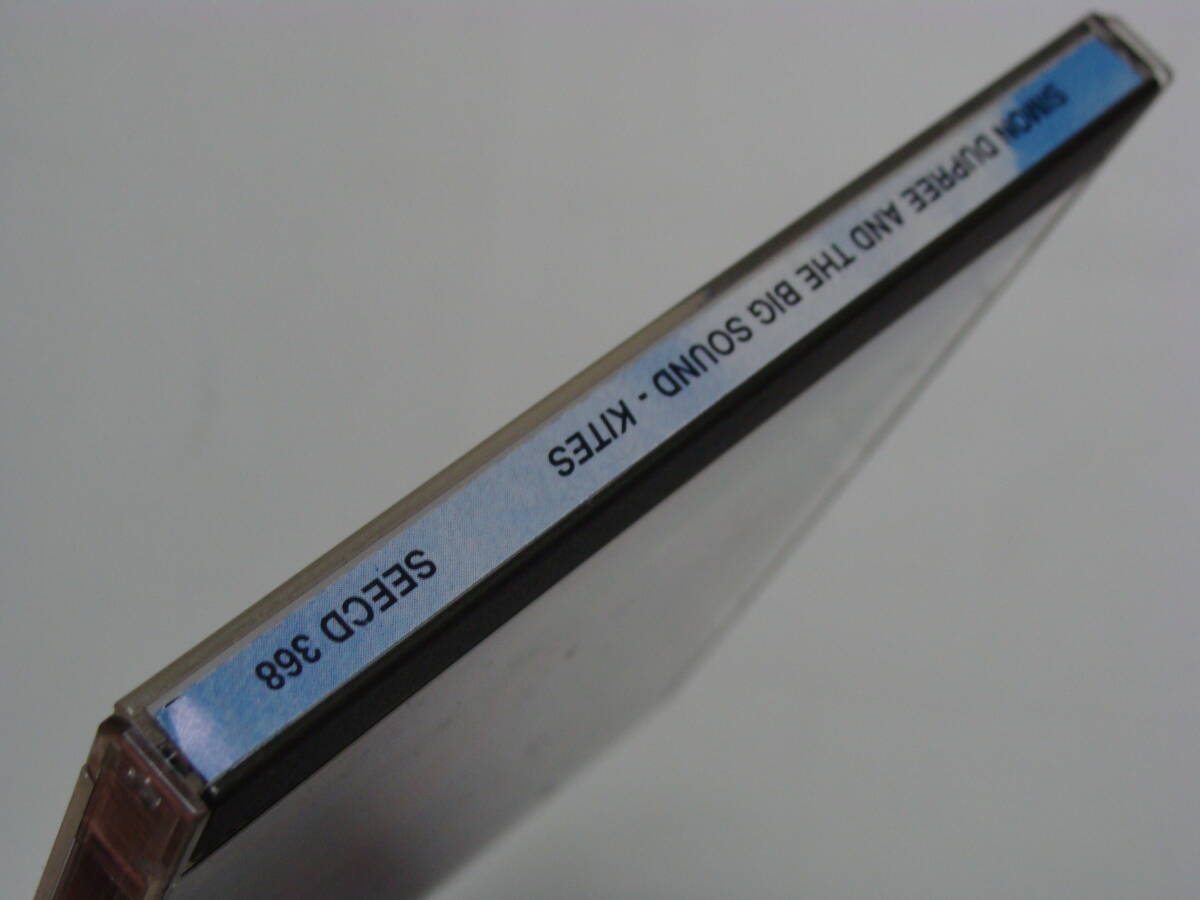 SIMON DUPREE AND THE BIG SOUND - KITES SEECD 368